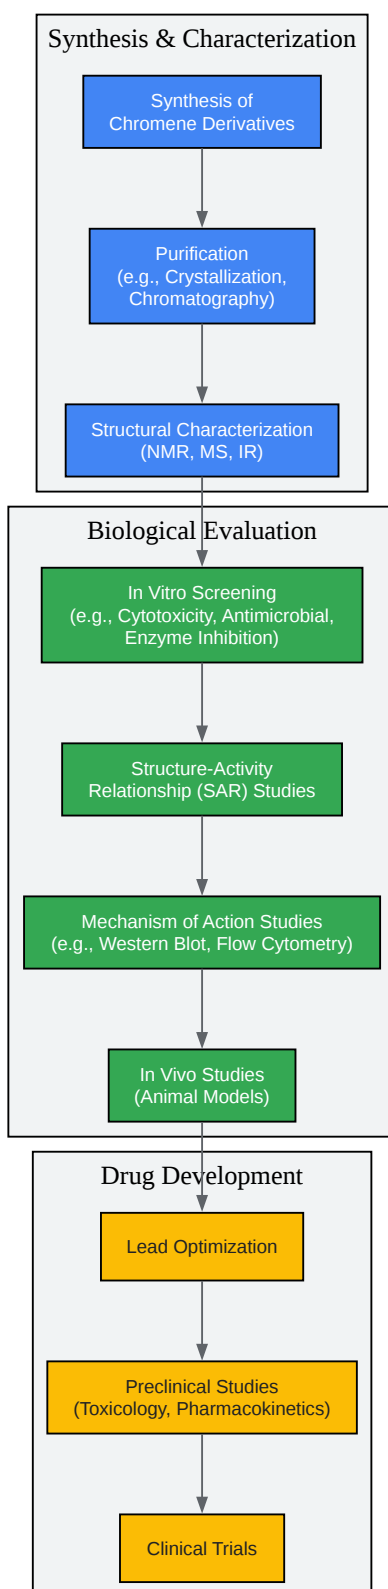 Synthesis & Characterization
Synthesis of
Chromene Derivatives
Purification
(e.g., Crystallization,
Chromatography)
Structural Characterization
(NMR, MS, IR)
Biological Evaluation
In Vitro Screening
(e.g., Cytotoxicity, Antimicrobial,
Enzyme Inhibition)
Structure-Activity
Relationship (SAR) Studies
Mechanism of Action Studies
(e.g., Western Blot, Flow Cytometry)
In Vivo Studies
(Animal Models)
Drug Development
Lead Optimization
Preclinical Studies
(Toxicology, Pharmacokinetics)
Clinical Trials